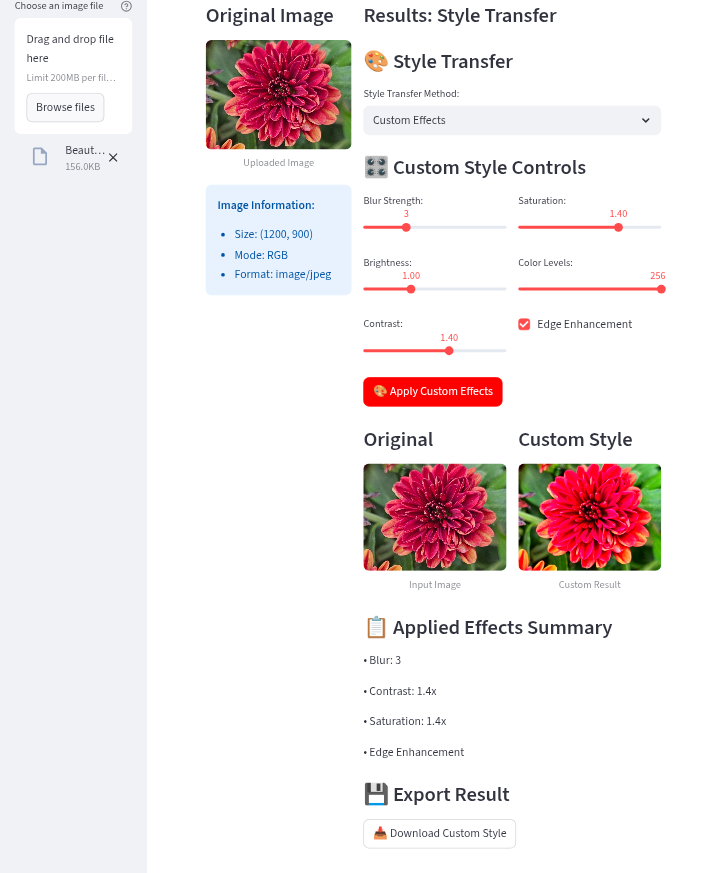 Choose an image file
Drag and drop file
here
Limit 200MB per fil...
Browse files
Beaut...
156.0KB
Original Image
Uploaded Image
Image Information:
• Size: (1200, 900)
• Mode: RGB
• Format: image/jpeg
Results: Style Transfer
Style Transfer
Style Transfer Method:
Custom Effects
Custom Style Controls
Blur Strength:
3
Saturation:
1.40
Brightness:
1.00
Color Levels:
256
Contrast:
1.40
Edge Enhancement
Apply Custom Effects
Original
Custom Style
Input Image
Custom Result
Applied Effects Summary
• Blur: 3
• Contrast: 1.4x
• Saturation: 1.4x
• Edge Enhancement
Export Result
Download Custom Style